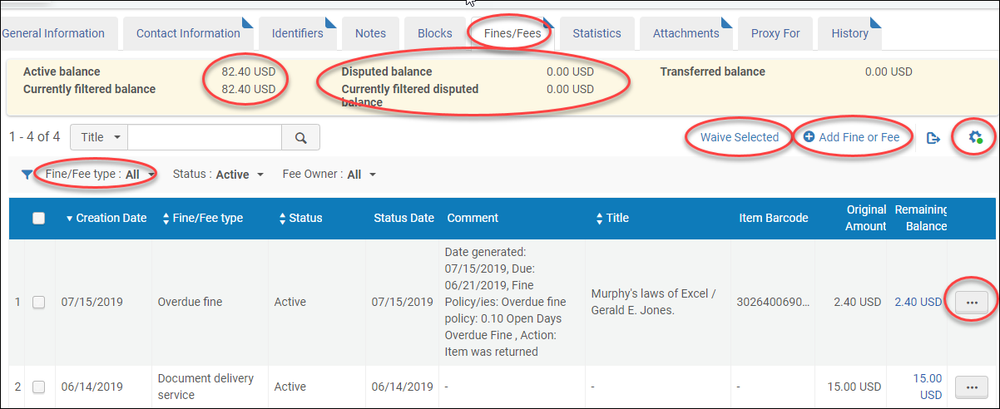 General Information Contact Information Identifiers Notes Blocks Fines/Fees Statistics Attachments Proxy For History
Active balance 82.40 USD Disputed balance 0.00 USD Transferred balance 0.00 USD
Currently filtered balance 82.40 USD Currently filtered disputed 0.00 USD
balance
1 - 4 of 4 Title Waive Selected Add Fine or Fee
Fine/Fee type : All Status : Active Fee Owner : All
Creation Date Fine/Fee type Status Status Date Comment Title Item Barcode Original Amount Remaining Balance
1 07/15/2019 Overdue fine Active 07/15/2019
Date generated:
07/15/2019, Due:
06/21/2019, Fine
Policy/ies: Overdue fine
policy: 0.10 Open Days
Overdue Fine , Action:
Item was returned
Murphy's laws of Excel /
Gerald E. Jones.
3026400690... 2.40 USD 2.40 USD ...
2 06/14/2019 Document delivery
service
Active 06/14/2019 - - - 15.00 USD 15.00
USD
...